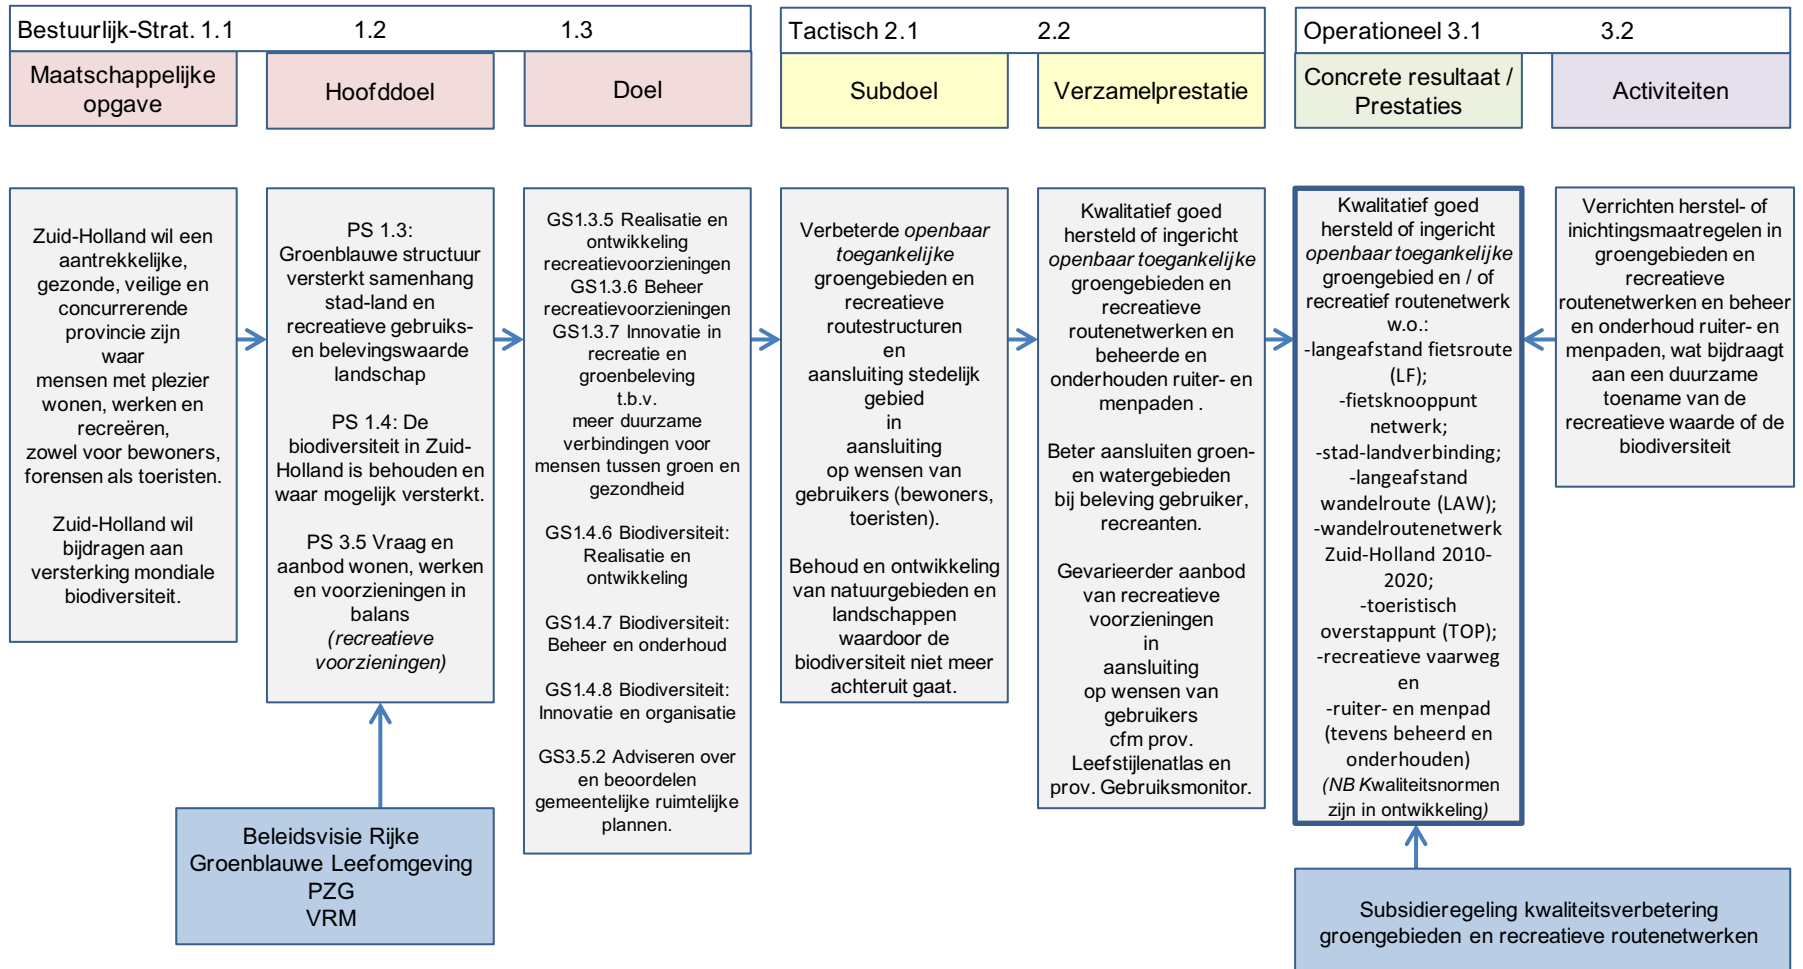 Bestuurlijk-Strat. 1.1 1.2 1.3
Tactisch 2.1 2.2
Operationeel 3.1 3.2
Maatschappelijke
opgave
Hoofddoel
Doel
Subdoel
Verzamelprestatie
Concrete resultaat /
Prestaties
Activiteiten
Zuid-Holland wil een
aantrekkelijke,
gezonde, veilige en
concurrerende
provincie zijn
waar
mensen met plezier
wonen, werken en
recreëren,
zowel voor bewoners,
forensen als toeristen.
Zuid-Holland wil
bijdragen aan
versterking mondiale
biodiversiteit.
PS 1.3:
Groenblauwe structuur
versterkt samenhang
stad-land en
recreatieve gebruiks-
en belevingswaarde
landschap
PS 1.4: De
biodiversiteit in Zuid-
Holland is behouden en
waar mogelijk versterkt.
PS 3.5 Vraag en
aanbod wonen, werken
en voorzieningen in
balans
(recreatieve
voorzieningen)
GS1.3.5 Realisatie en
ontwikkeling
recreatievoorzieningen
GS1.3.6 Beheer
recreatievoorzieningen
GS1.3.7 Innovatie in
recreatie en
groenbeleving
t.b.v.
meer duurzame
verbindingen voor
mensen tussen groen en
gezondheid
GS1.4.6 Biodiversiteit:
Realisatie en
ontwikkeling
GS1.4.7 Biodiversiteit:
Beheer en onderhoud
GS1.4.8 Biodiversiteit:
Innovatie en organisatie
GS3.5.2 Adviseren over
en beoordelen
gemeentelijke ruimtelijke
plannen.
Verbeterde openbaar
toegankelijke
groengebieden en
recreatieve
routestructuren
en
aansluiting stedelijk
gebied
in
aansluiting
op wensen van
gebruikers (bewoners,
toeristen).
Behoud en ontwikkeling
van natuurgebieden en
landschappen
waardoor de
biodiversiteit niet meer
achteruit gaat.
Kwalitatief goed
hersteld of ingericht
openbaar toegankelijke
groengebieden en
recreatieve
routenetwerken en
beheerde en
onderhouden ruiter- en
menpaden .
Beter aansluiten groen-
en watergebieden
bij beleving gebruiker,
recreanten.
Gevarieerder aanbod
van recreatieve
voorzieningen
in
aansluiting
op wensen van
gebruikers
cfm prov.
Leefstijlenatlas en
prov. Gebruiksmonitor.
Kwalitatief goed
hersteld of ingericht
openbaar toegankelijke
groengebied en / of
recreatief routenetwerk
w.o.:
-langeafstand fietsroute
(LF);
-fietsknooppunt
netwerk;
-stad-landverbinding;
-langeafstand
wandelroute (LAW);
-wandelroutenetwerk
Zuid-Holland 2010-
2020;
-toeristisch
overstappunt (TOP);
-recreatieve vaarweg
en
-ruiter- en menpad
(tevens beheerd en
onderhouden)
(NB Kwaliteitsnormen
zijn in ontwikkeling)
Verrichten herstel- of
inichtingsmaatregelen in
groengebieden en
recreatieve
routenetwerken en beheer
en onderhoud ruiter- en
menpaden, wat bijdraagt
aan een duurzame
toename van de
recreatieve waarde of de
biodiversiteit
Beleidsvisie Rijke
Groenblauwe Leefomgeving
PZG
VRM
Subsidieregeling kwaliteitsverbetering
groengebieden en recreatieve routenetwerken